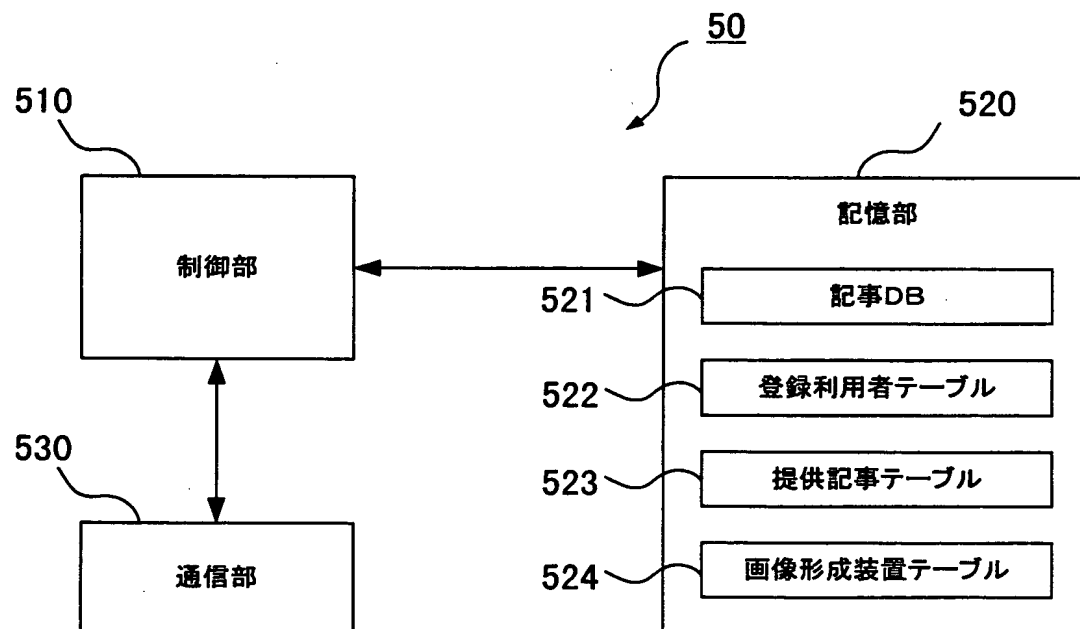 50
510
520
制御部
記憶部
521
記事DB
522
登録利用者テーブル
523
提供記事テーブル
524
画像形成装置テーブル
530
通信部